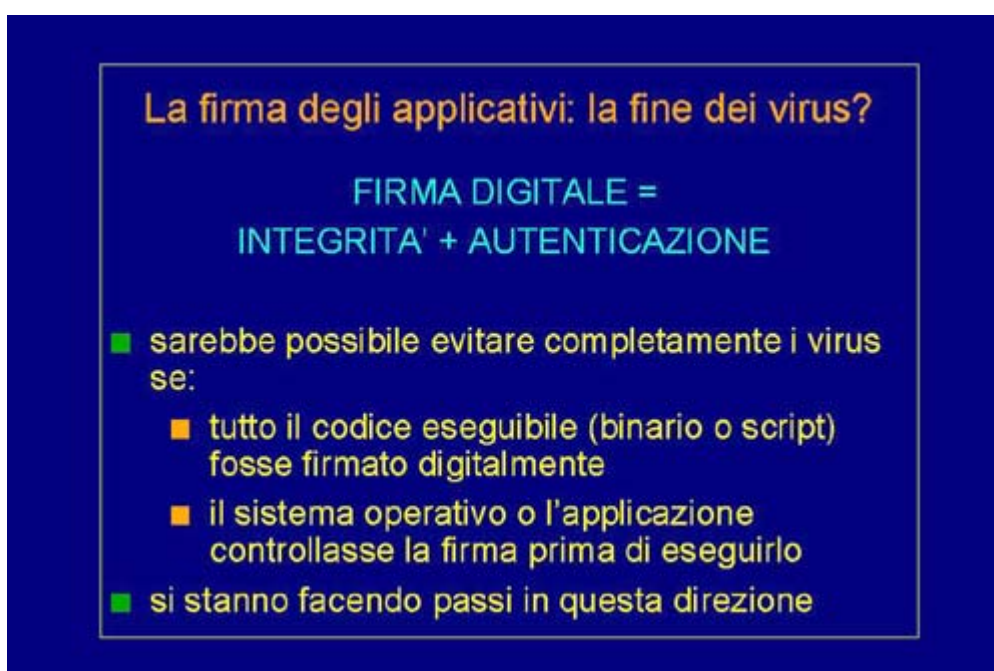 La firma degli applicativi: la fine dei virus?
FIRMA DIGITALE =
INTEGRITA' + AUTENTICAZIONE
sarebbe possibile evitare completamente i virus
se:
tutto il codice eseguibile (binario o script)
fosse firmato digitalmente
il sistema operativo o l'applicazione
controllasse la firma prima di eseguirlo
si stanno facendo passi in questa direzione